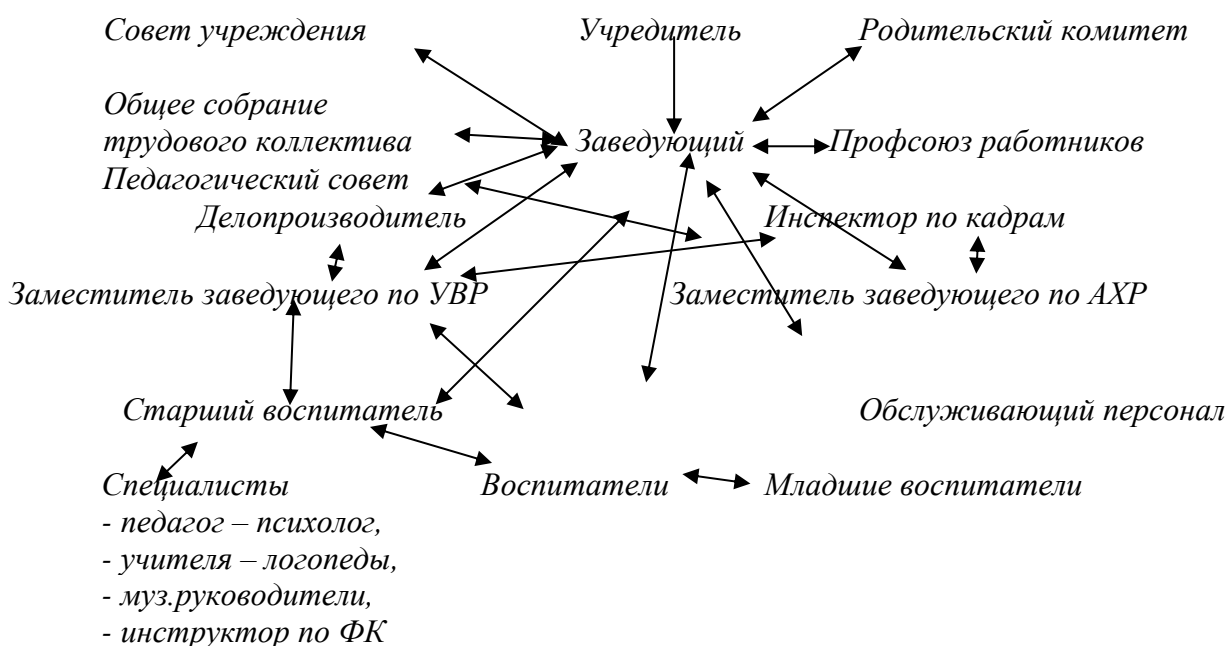 Совет учреждения Учредитель Родительский комитет
Общее собрание
трудового коллектива Заведующий Профсоюз работников
Педагогический совет
Делопроизводитель Инспектор по кадрам
Заместитель заведующего по УВР Заместитель заведующего по АХР
Старший воспитатель Обслуживающий персонал
Специалисты Воспитатели Младшие воспитатели
- педагог – психолог,
- учителя – логопеды,
- муз.руководители,
- инструктор по ФК